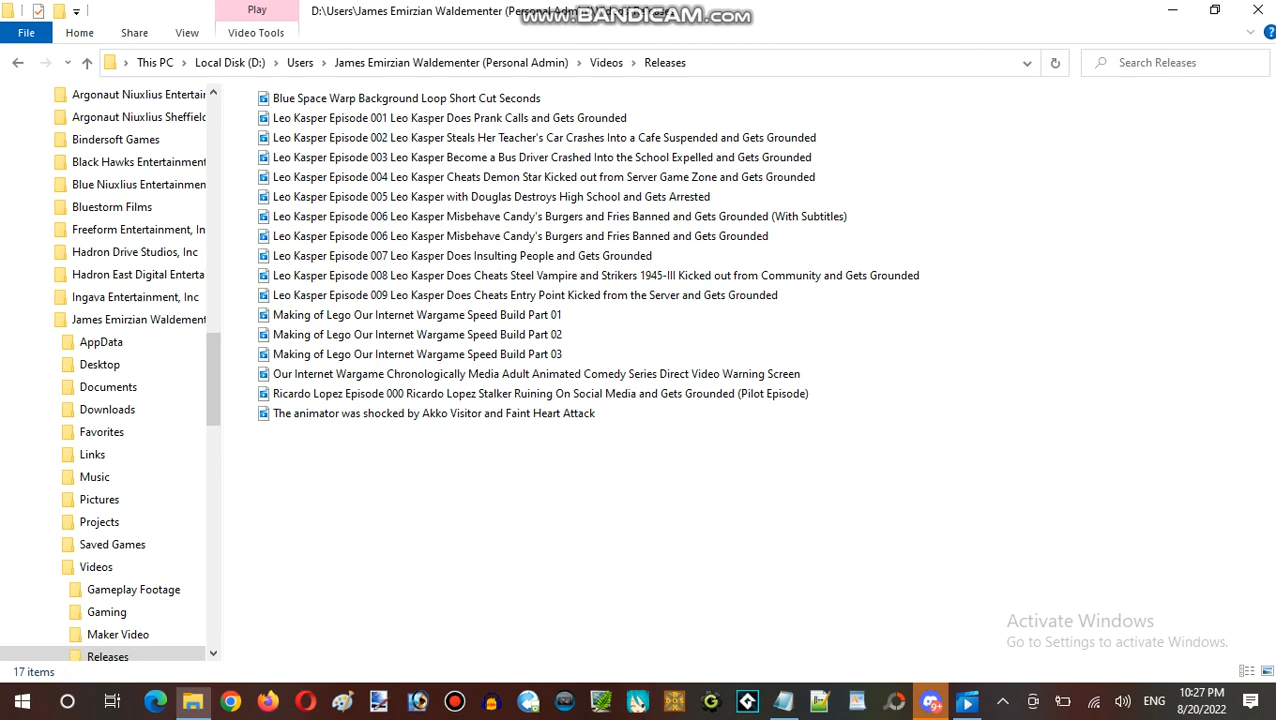 Play
D:\Users\James Emirzian Waldementer (Personal Admin)\Videos\Releases
www.BANDICAM.com
File
Home
Share
View
Video Tools
This PC
Local Disk (D:)
Users
James Emirzian Waldementer (Personal Admin)
Videos
Releases
Search Releases
Argonaut Niuxlius Entertai
Argonaut Niuxlius Sheffield
Bindersoft Games
Black Hawks Entertainment
Blue Niuxlius Entertainmen
Bluestorm Films
Freeform Entertainment, In
Hadron Drive Studios, Inc
Hadron East Digital Enterta
Ingava Entertainment, Inc
James Emirzian Waldement
AppData
Desktop
Documents
Downloads
Favorites
Links
Music
Pictures
Projects
Saved Games
Videos
Gameplay Footage
Gaming
Maker Video
Releases
Blue Space Warp Background Loop Short Cut Seconds
Leo Kasper Episode 001 Leo Kasper Does Prank Calls and Gets Grounded
Leo Kasper Episode 002 Leo Kasper Steals Her Teacher's Car Crashes Into a Cafe Suspended and Gets Grounded
Leo Kasper Episode 003 Leo Kasper Become a Bus Driver Crashed Into the School Expelled and Gets Grounded
Leo Kasper Episode 004 Leo Kasper Cheats Demon Star Kicked out from Server Game Zone and Gets Grounded
Leo Kasper Episode 005 Leo Kasper with Douglas Destroys High School and Gets Arrested
Leo Kasper Episode 006 Leo Kasper Misbehave Candy's Burgers and Fries Banned and Gets Grounded (With Subtitles)
Leo Kasper Episode 006 Leo Kasper Misbehave Candy's Burgers and Fries Banned and Gets Grounded
Leo Kasper Episode 007 Leo Kasper Does Insulting People and Gets Grounded
Leo Kasper Episode 008 Leo Kasper Does Cheats Steel Vampire and Strikers 1945-III Kicked out from Community and Gets Grounded
Leo Kasper Episode 009 Leo Kasper Does Cheats Entry Point Kicked from the Server and Gets Grounded
Making of Lego Our Internet Wargame Speed Build Part 01
Making of Lego Our Internet Wargame Speed Build Part 02
Making of Lego Our Internet Wargame Speed Build Part 03
Our Internet Wargame Chronologically Media Adult Animated Comedy Series Direct Video Warning Screen
Ricardo Lopez Episode 000 Ricardo Lopez Stalker Ruining On Social Media and Gets Grounded (Pilot Episode)
The animator was shocked by Akko Visitor and Faint Heart Attack
Activate Windows
Go to Settings to activate Windows.
17 items
ENG
10:27 PM
8/20/2022